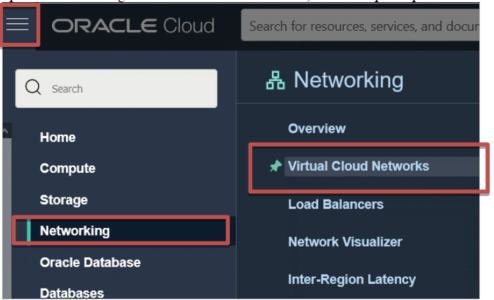 ORACLE Cloud
Search for resources, services, and docum
Search
Home
Compute
Storage
Networking
Oracle Database
Databases
Networking
Overview
Virtual Cloud Networks
Load Balancers
Network Visualizer
Inter-Region Latency